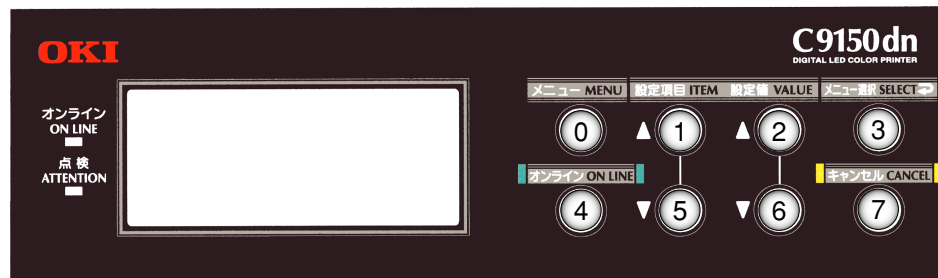 OKI
C9150dn
DIGITAL LED COLOR PRINTER
オンライン
ON LINE
点検
ATTENTION
メニュー MENU
設定項目 ITEM
設定値 VALUE
メニュー選択 SELECT
0
1
2
3
オンライン ON LINE
キャンセル CANCEL
4
5
6
7